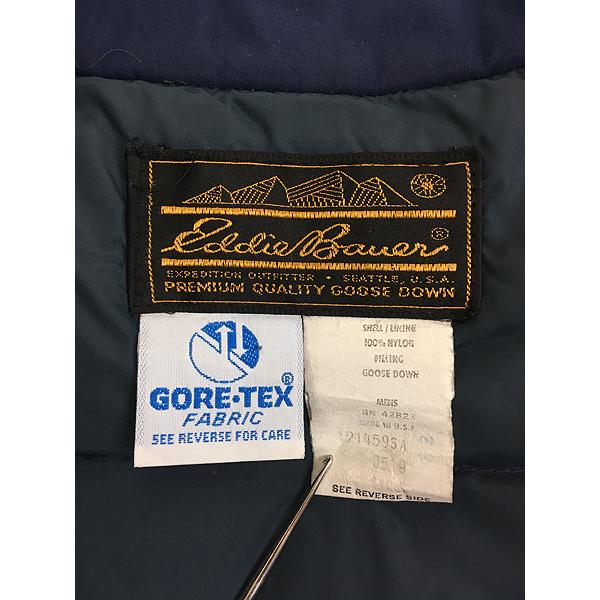 Eddie Bauer ®
EXPEDITION OUTFITTER • SEATTLE, U.S.A.
PREMIUM QUALITY GOOSE DOWN
GORE-TEX®
FABRIC
SEE REVERSE FOR CARE
SHELL / LINING
100% NYLON
FILLING
GOOSE DOWN
MENS
RN 42823
MADE IN U.S.A.
SEE REVERSE SIDE